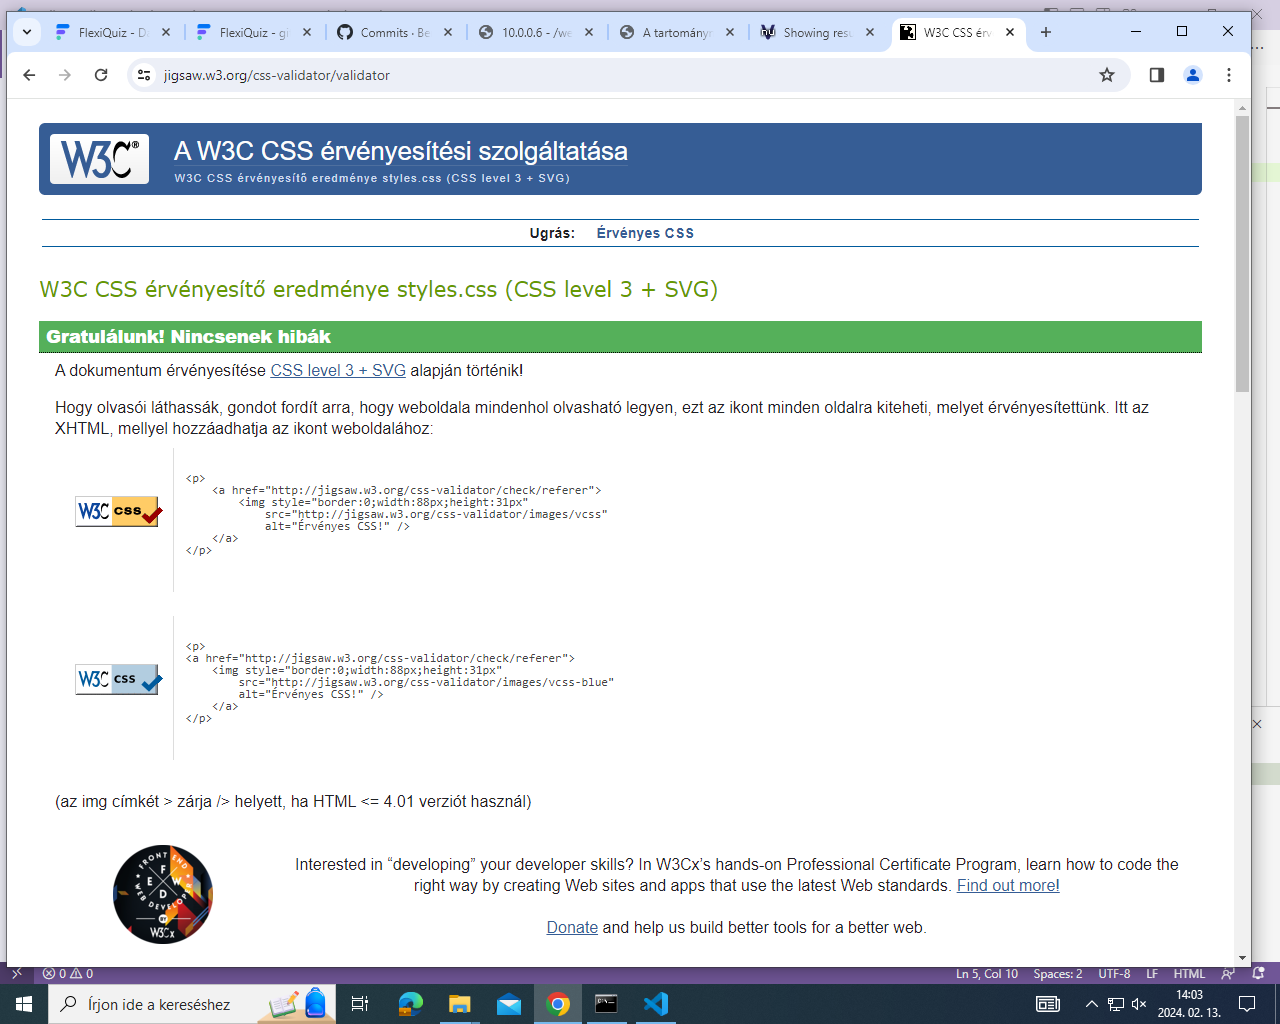 FlexiQuiz - D
FlexiQuiz - gi
Commits · Be
10.0.0.6 - /we
A tartomány
Showing resu
W3C CSS érv
jigsaw.w3.org/css-validator/validator
W3C®
A W3C CSS érvényesítési szolgáltatása
W3C CSS érvényesítő eredménye styles.css (CSS level 3 + SVG)
Ugrás: Érvényes CSS
W3C CSS érvényesítő eredménye styles.css (CSS level 3 + SVG)
Gratulálunk! Nincsenek hibák
A dokumentum érvényesítése CSS level 3 + SVG alapján történik!
Hogy olvasói láthassák, gondot fordít arra, hogy weboldala mindenhol olvasható legyen, ezt az ikont minden oldalra kiteheti, melyet érvényesítettünk. Itt az
XHTML, mellyel hozzáadhatja az ikont weboldalához:
W3C css
<p>
<a href="http://jigsaw.w3.org/css-validator/check/referer">
<img style="border:0;width:88px;height:31px"
src="http://jigsaw.w3.org/css-validator/images/vcss"
alt="Érvényes CSS!" />
</a>
</p>
W3C css
<p>
<a href="http://jigsaw.w3.org/css-validator/check/referer">
<img style="border:0;width:88px;height:31px"
src="http://jigsaw.w3.org/css-validator/images/vcss-blue"
alt="Érvényes CSS!" />
</a>
</p>
(az img címkét > zárja /> helyett, ha HTML <= 4.01 verziót használ)
FRONT END
WEB DEVELOPER
E F W D
BY
W3Cx
Interested in “developing” your developer skills? In W3Cx’s hands-on Professional Certificate Program, learn how to code the
right way by creating Web sites and apps that use the latest Web standards. Find out more!
Donate and help us build better tools for a better web.
0 0
Ln 5, Col 10 Spaces: 2 UTF-8 LF HTML
Írjon ide a kereséshez
14:03
2024. 02. 13.